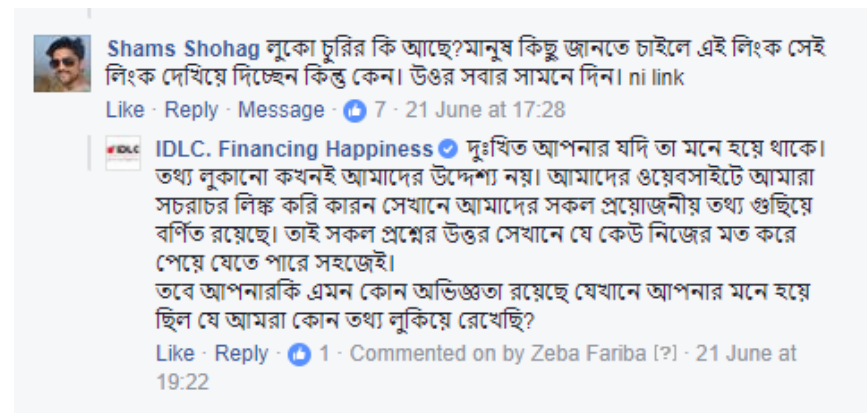 Shams Shohag লুকো চুরির কি আছে?মানুষ কিছু জানতে চাইলে এই লিংক সেই
লিংক দেখিয়ে দিচ্ছেন কিন্তু কেন। উওর সবার সামনে দিন। ni link
Like · Reply · Message · 7 · 21 June at 17:28
IDLC
IDLC. Financing Happiness দুঃখিত আপনার যদি তা মনে হয়ে থাকে।
তথ্য লুকানো কখনই আমাদের উদ্দেশ্য নয়। আমাদের ওয়েবসাইটে আমারা
সচরাচর লিঙ্ক করি কারন সেখানে আমাদের সকল প্রয়োজনীয় তথ্য গুছিয়ে
বর্ণিত রয়েছে। তাই সকল প্রশ্নের উত্তর সেখানে যে কেউ নিজের মত করে
পেয়ে যেতে পারে সহজেই।
তবে আপনারকি এমন কোন অভিজ্ঞতা রয়েছে যেখানে আপনার মনে হয়ে
ছিল যে আমরা কোন তথ্য লুকিয়ে রেখেছি?
Like · Reply · 1 · Commented on by Zeba Fariba [?] · 21 June at
19:22